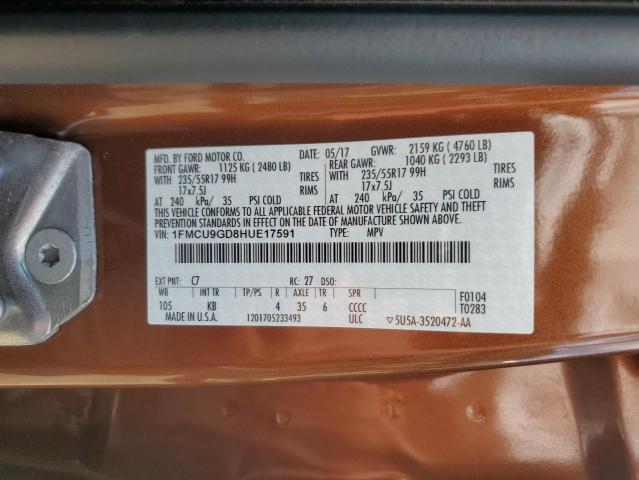 MFD. BY FORD MOTOR CO. DATE: 05/17 GVWR: 2159 KG ( 4760 LB)
FRONT GAWR: 1125 KG ( 2480 LB) REAR GAWR: 1040 KG ( 2293 LB)
WITH 235/55R17 99H TIRES WITH 235/55R17 99H TIRES
17x7.5J RIMS 17x7.5J RIMS
AT 240 kPa/ 35 PSI COLD AT 240 kPa/ 35 PSI COLD
THIS VEHICLE CONFORMS TO ALL APPLICABLE FEDERAL MOTOR VEHICLE SAFETY AND THEFT
PREVENTION STANDARDS IN EFFECT ON THE DATE OF MANUFACTURE SHOWN ABOVE.
VIN: 1FMCU9GD8HUE17591 TYPE: MPV
EXT PNT: C7 RC: 27 DSO:
WB INT TR TP/PS R AXLE TR SPR F0104
105 KB 4 35 6 CCCC T0283
MADE IN U.S.A. 1201705233493 ULC ▽5U5A-3520472-AA